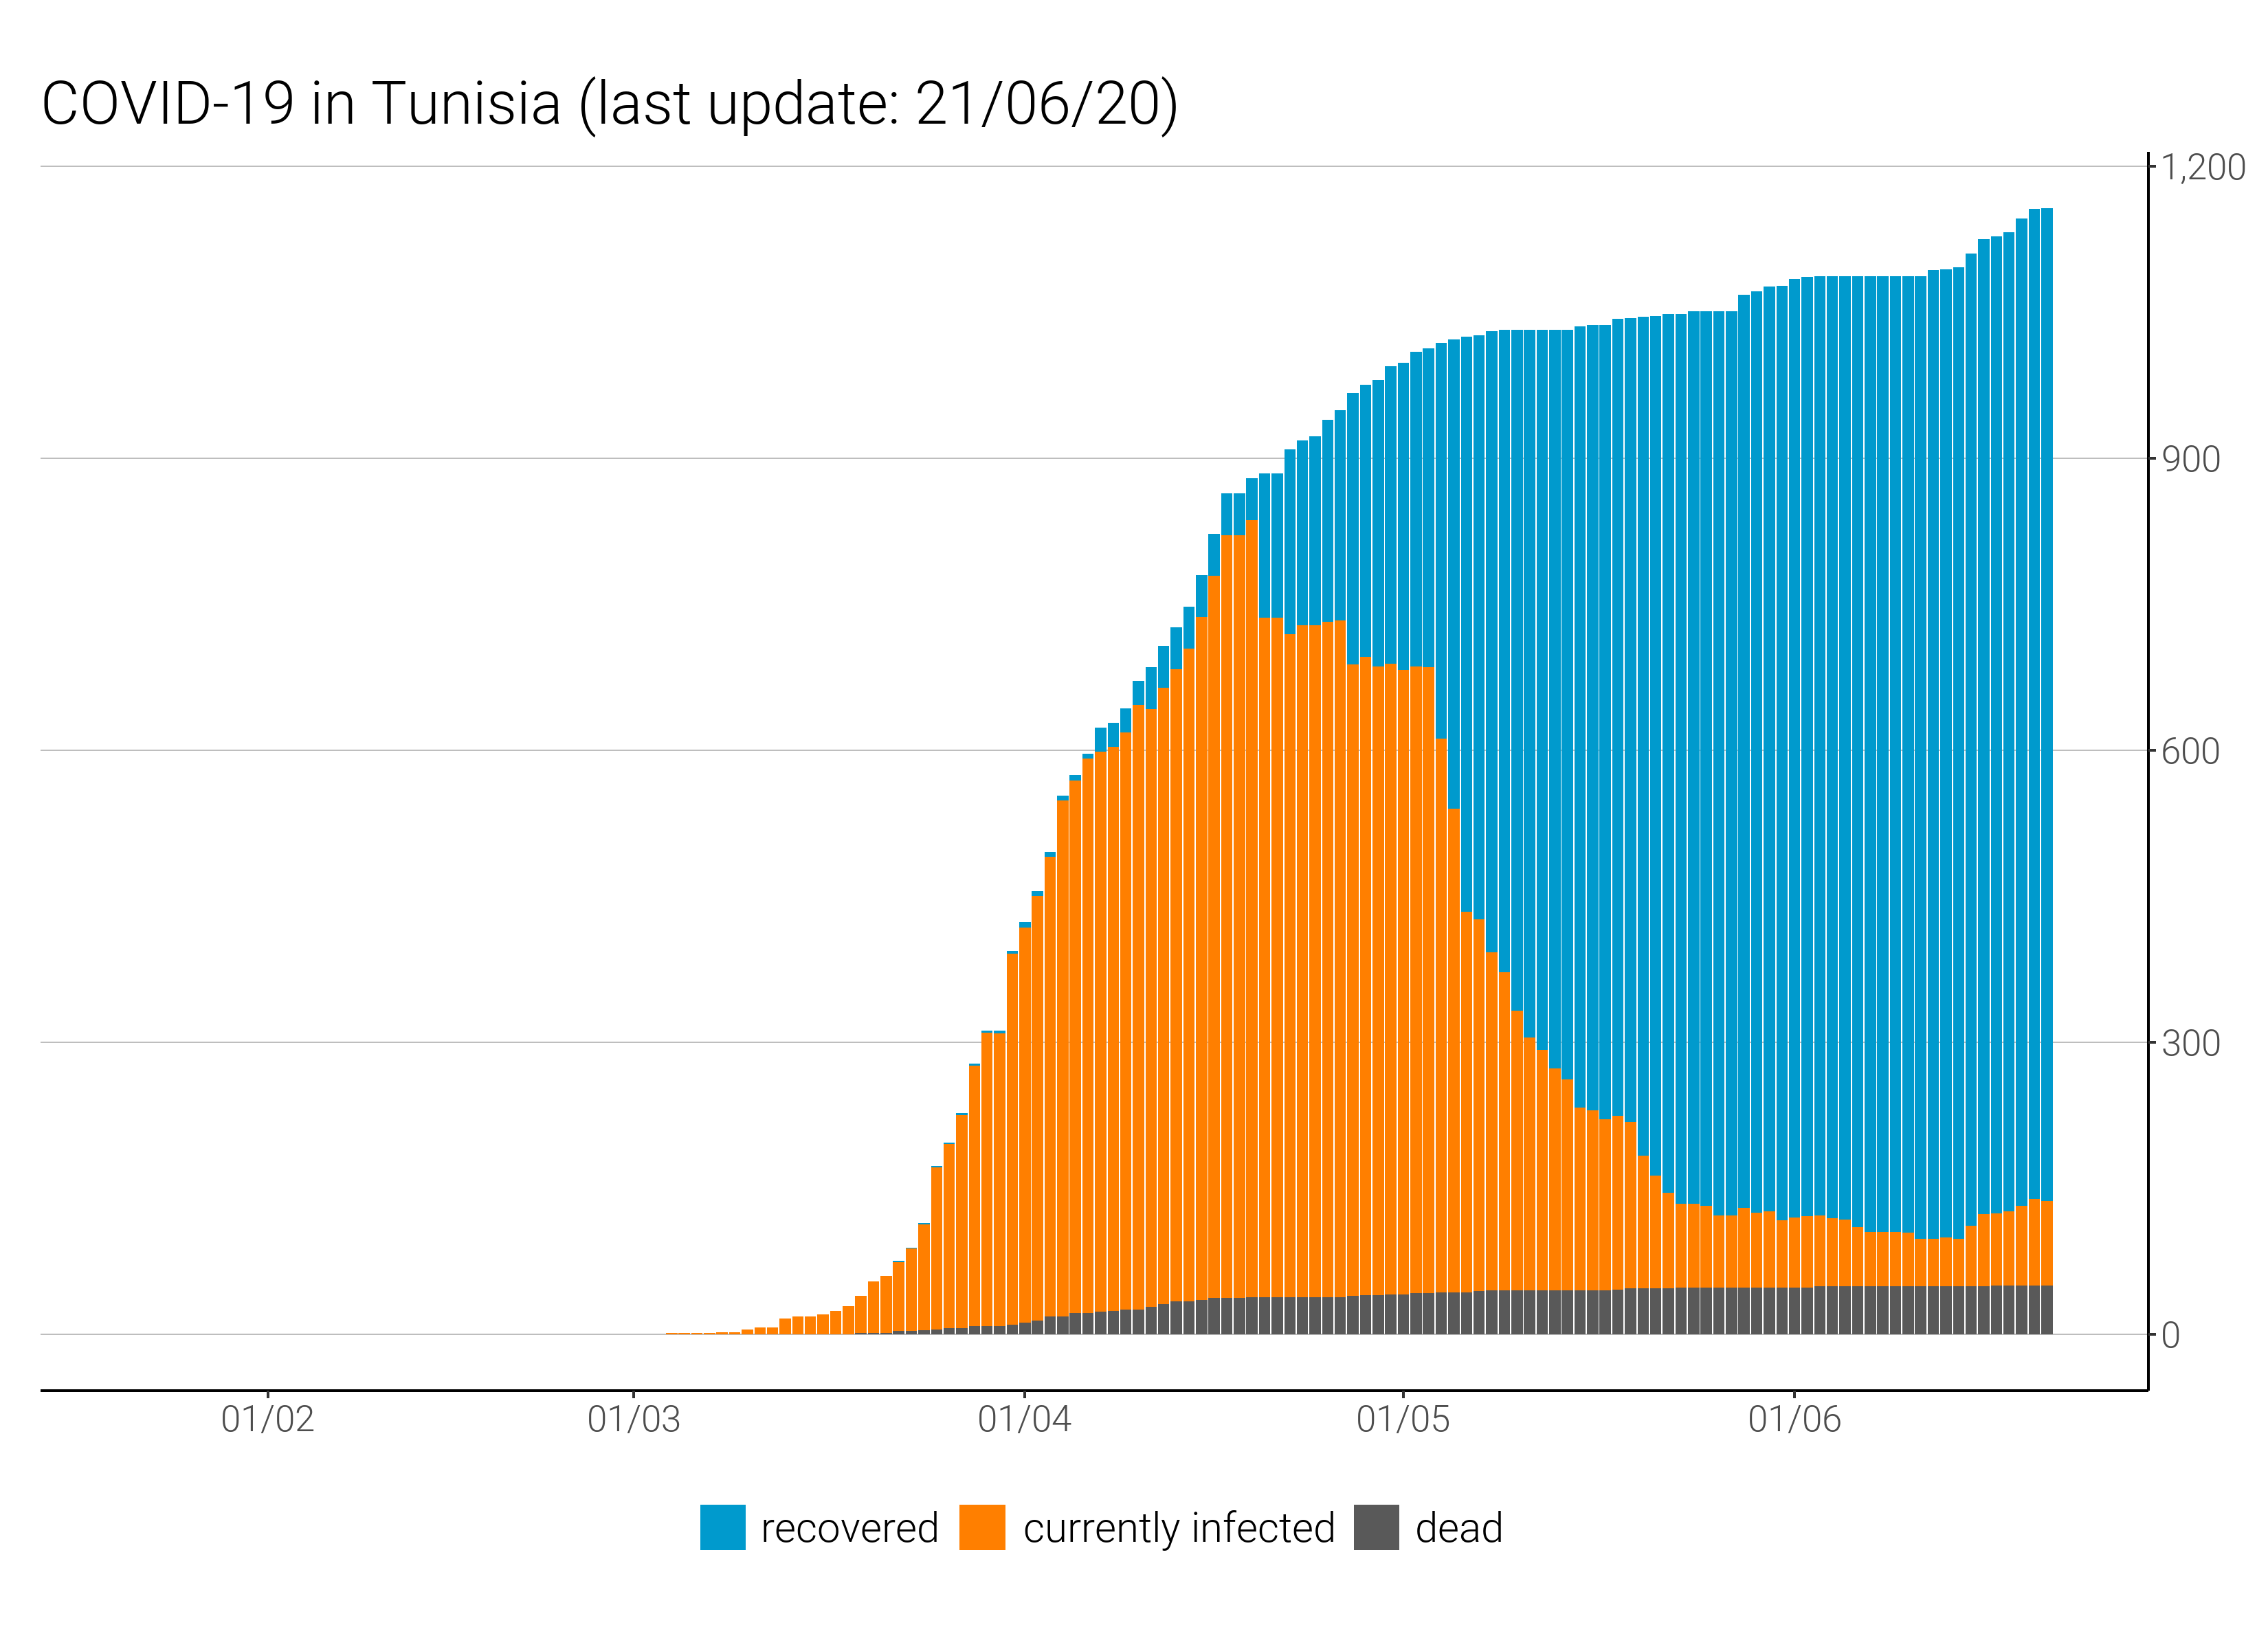 COVID-19 in Tunisia (last update: 21/06/20)
1,200
900
600
300
0
01/02 01/03 01/04 01/05 01/06
recovered currently infected dead